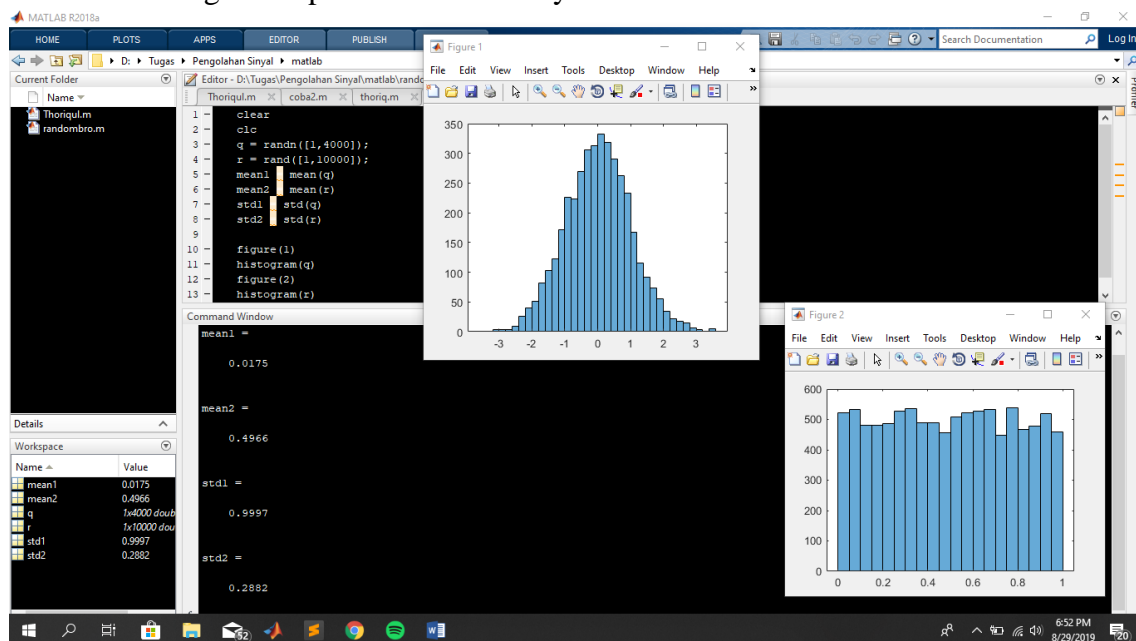 MATLAB R2018a
HOME PLOTS APPS EDITOR PUBLISH
Search Documentation
Log In
D: Tugas Pengolahan Sinyal matlab
Current Folder
Name
Thoriqul.m
randombro.m
Details
Workspace
Name Value
mean1 0.0175
mean2 0.4966
q 1x4000 doub
r 1x10000 dou
std1 0.9997
std2 0.2882
Editor - D:\Tugas\Pengolahan Sinyal\matlab\rando
Thoriqul.m coba2.m thoriq.m
1 - clear
2 - clc
3 - q = randn([1,4000]);
4 - r = rand([1,10000]);
5 - mean1 = mean(q)
6 - mean2 = mean(r)
7 - std1 = std(q)
8 - std2 = std(r)
9
10 - figure(1)
11 - histogram(q)
12 - figure(2)
13 - histogram(r)
Command Window
mean1 =
0.0175
mean2 =
0.4966
std1 =
0.9997
std2 =
0.2882
Figure 1
File Edit View Insert Tools Desktop Window Help
350
300
250
200
150
100
50
0
-3 -2 -1 0 1 2 3
Figure 2
File Edit View Insert Tools Desktop Window Help
600
500
400
300
200
100
0
0 0.2 0.4 0.6 0.8 1
52
6:52 PM
8/29/2019
20